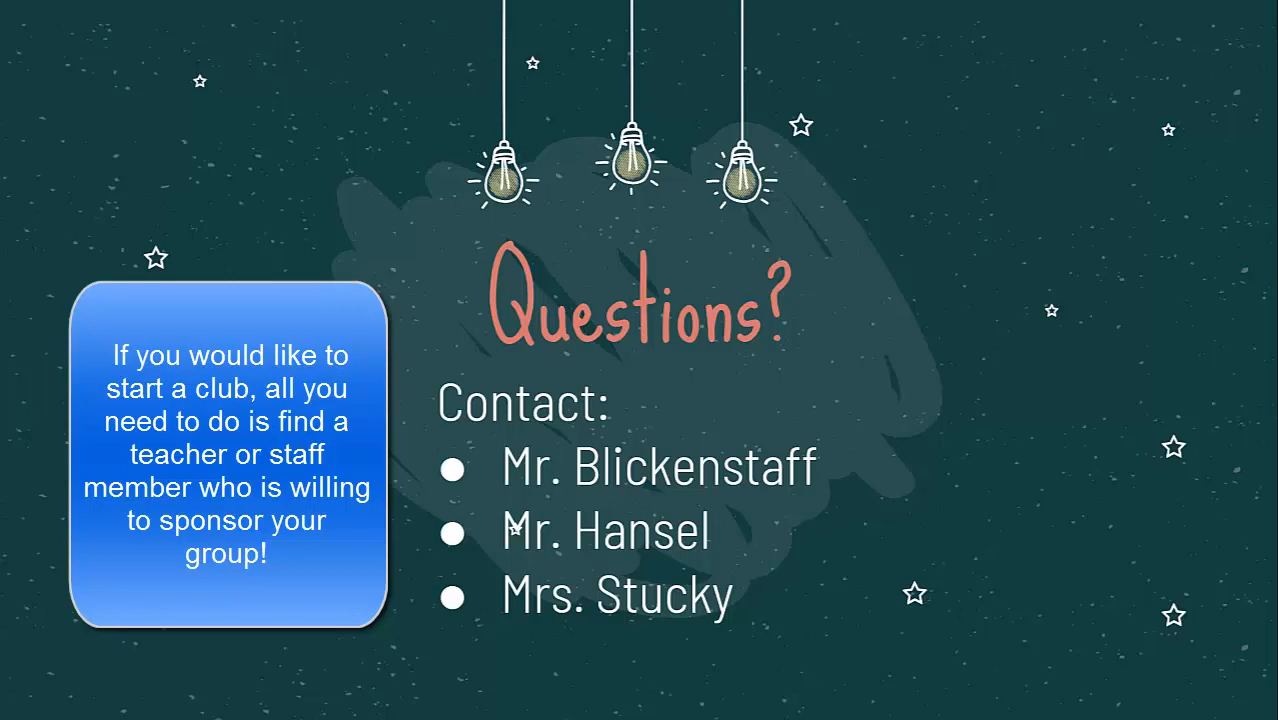 Questions?
If you would like to
start a club, all you
need to do is find a
teacher or staff
member who is willing
to sponsor your
group!
Contact:
● Mr. Blickenstaff
● Mr. Hansel
● Mrs. Stucky